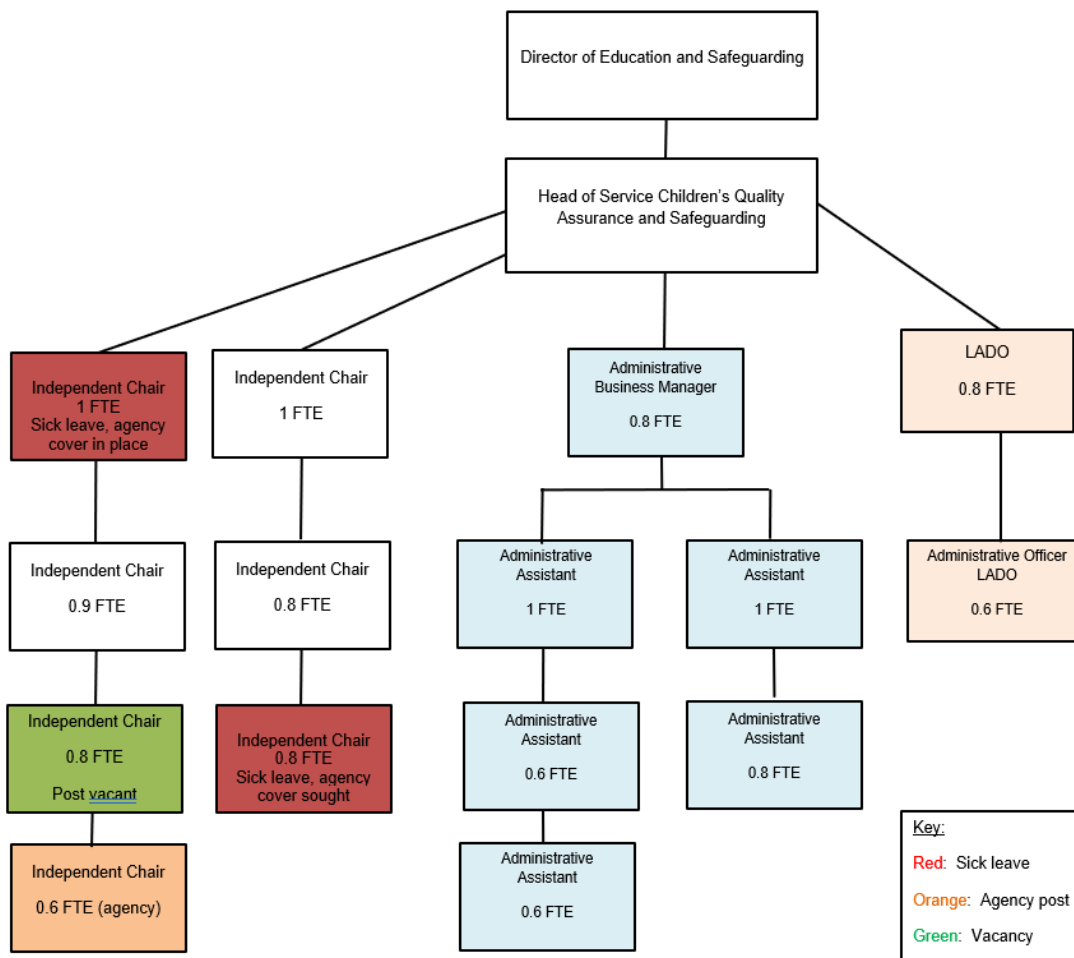 Director of Education and Safeguarding
Head of Service Children’s Quality
Assurance and Safeguarding
Independent Chair
1 FTE
Sick leave, agency
cover in place
Independent Chair
1 FTE
Administrative
Business Manager
0.8 FTE
LADO
0.8 FTE
Independent Chair
0.9 FTE
Independent Chair
0.8 FTE
Administrative
Assistant
1 FTE
Administrative
Assistant
1 FTE
Administrative Officer
LADO
0.6 FTE
Independent Chair
0.8 FTE
Post vacant
Independent Chair
0.8 FTE
Sick leave, agency
cover sought
Administrative
Assistant
0.6 FTE
Administrative
Assistant
0.8 FTE
Independent Chair
0.6 FTE (agency)
Administrative
Assistant
0.6 FTE
Key:
Red: Sick leave
Orange: Agency post
Green: Vacancy